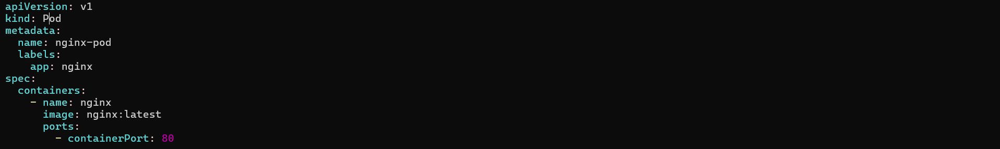 apiVersion: v1
kind: Pod
metadata:
  name: nginx-pod
  labels:
    app: nginx
spec:
  containers:
    - name: nginx
      image: nginx:latest
      ports:
        - containerPort: 80